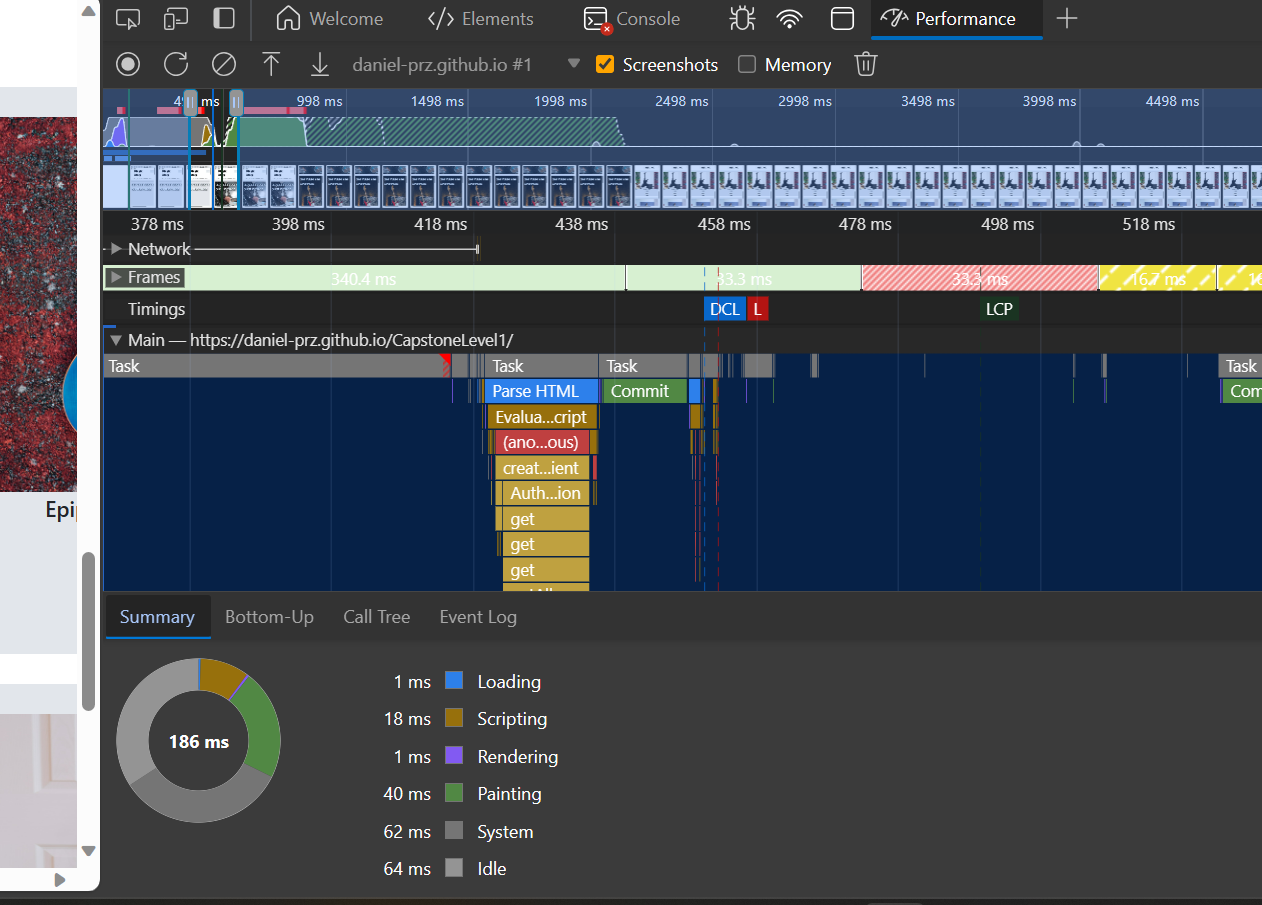 Welcome
Elements
Console
Performance
daniel-prz.github.io #1
Screenshots
Memory
ms
998 ms
1498 ms
1998 ms
2498 ms
2998 ms
3498 ms
3998 ms
4498 ms
378 ms
398 ms
418 ms
438 ms
458 ms
478 ms
498 ms
518 ms
Network
Frames
340.4 ms
33.3 ms
33.3 ms
16.7 ms
Timings
DCL
L
LCP
Main — https://daniel-prz.github.io/CapstoneLevel1/
Task
Task
Task
Task
Parse HTML
Commit
Com
Evalua...cript
(ano...ous)
creat...ient
Auth...ion
get
get
get
Epi
Summary
Bottom-Up
Call Tree
Event Log
186 ms
1 ms Loading
18 ms Scripting
1 ms Rendering
40 ms Painting
62 ms System
64 ms Idle